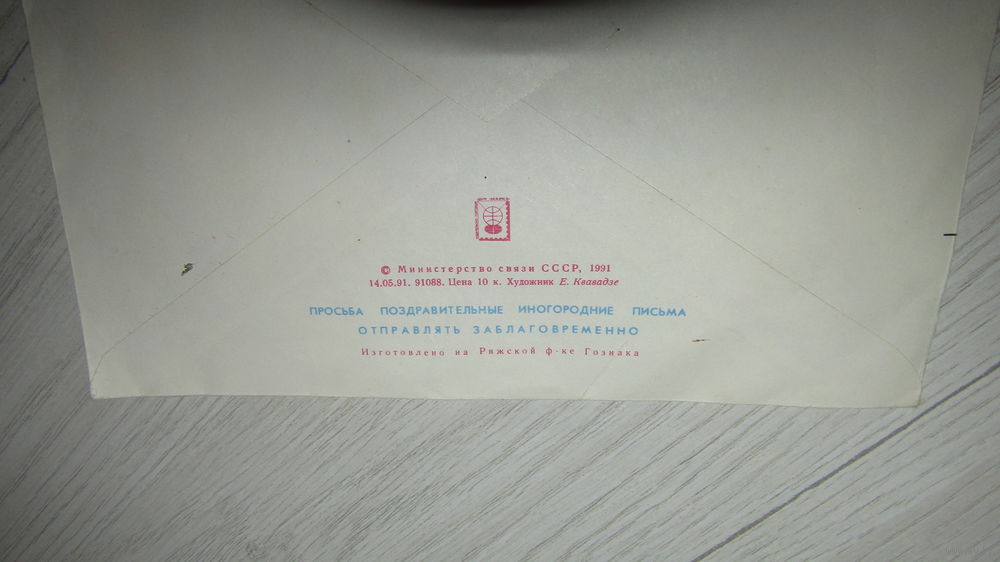 © Министерство связи СССР, 1991
14.05.91. 91088. Цена 10 к. Художник Е. Квавадзе
ПРОСЬБА ПОЗДРАВИТЕЛЬНЫЕ ИНОГОРОДНИЕ ПИСЬМА
ОТПРАВЛЯТЬ ЗАБЛАГОВРЕМЕННО
Изготовлено на Ряжской ф-ке Гознака